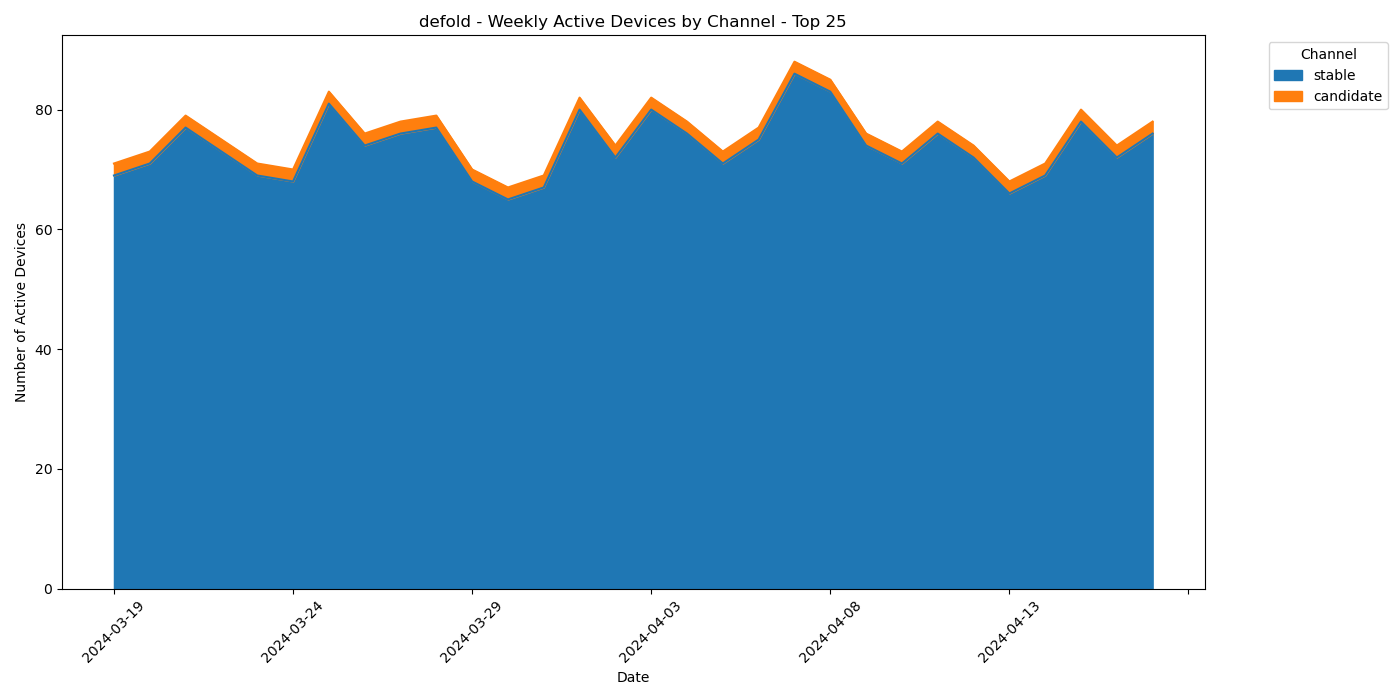 defold - Weekly Active Devices by Channel - Top 25
Channel
stable
candidate
Number of Active Devices
80
60
40
20
0
2024-03-19
2024-03-24
2024-03-29
2024-04-03
2024-04-08
2024-04-13
Date